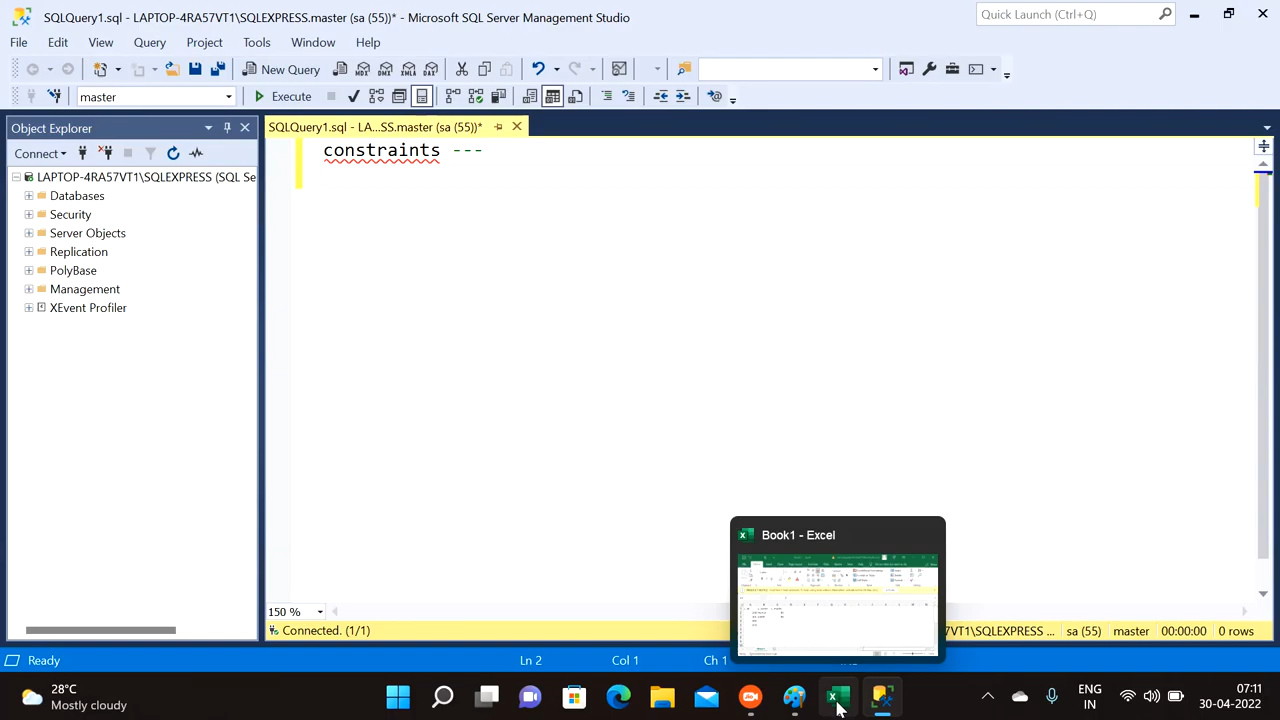 SQLQuery1.sql - LAPTOP-4RA57VT1\SQLEXPRESS.master (sa (55))* - Microsoft SQL Server Management Studio
Quick Launch (Ctrl+Q)
File Edit View Query Project Tools Window Help
New Query
MDX DMX XMLA DAX
master
Execute
Object Explorer
SQLQuery1.sql - LA...SS.master (sa (55))*
Connect
constraints ---
LAPTOP-4RA57VT1\SQLEXPRESS (SQL Se
Databases
Security
Server Objects
Replication
PolyBase
Management
XEvent Profiler
Book1 - Excel
150 %
Connected. (1/1)
VT1\SQLEXPRESS ... sa (55) master 00:00:00 0 rows
Ready
Ln 2
Col 1
Ch 1
28°C
Mostly cloudy
ENG
IN
07:11
30-04-2022